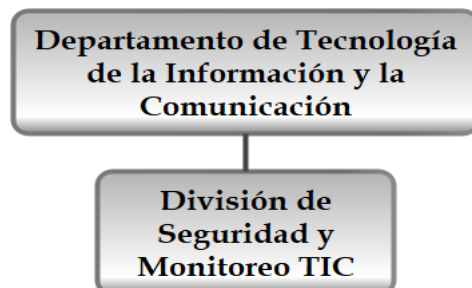 Departamento de Tecnología
de la Información y la
Comunicación
División de
Seguridad y
Monitoreo TIC